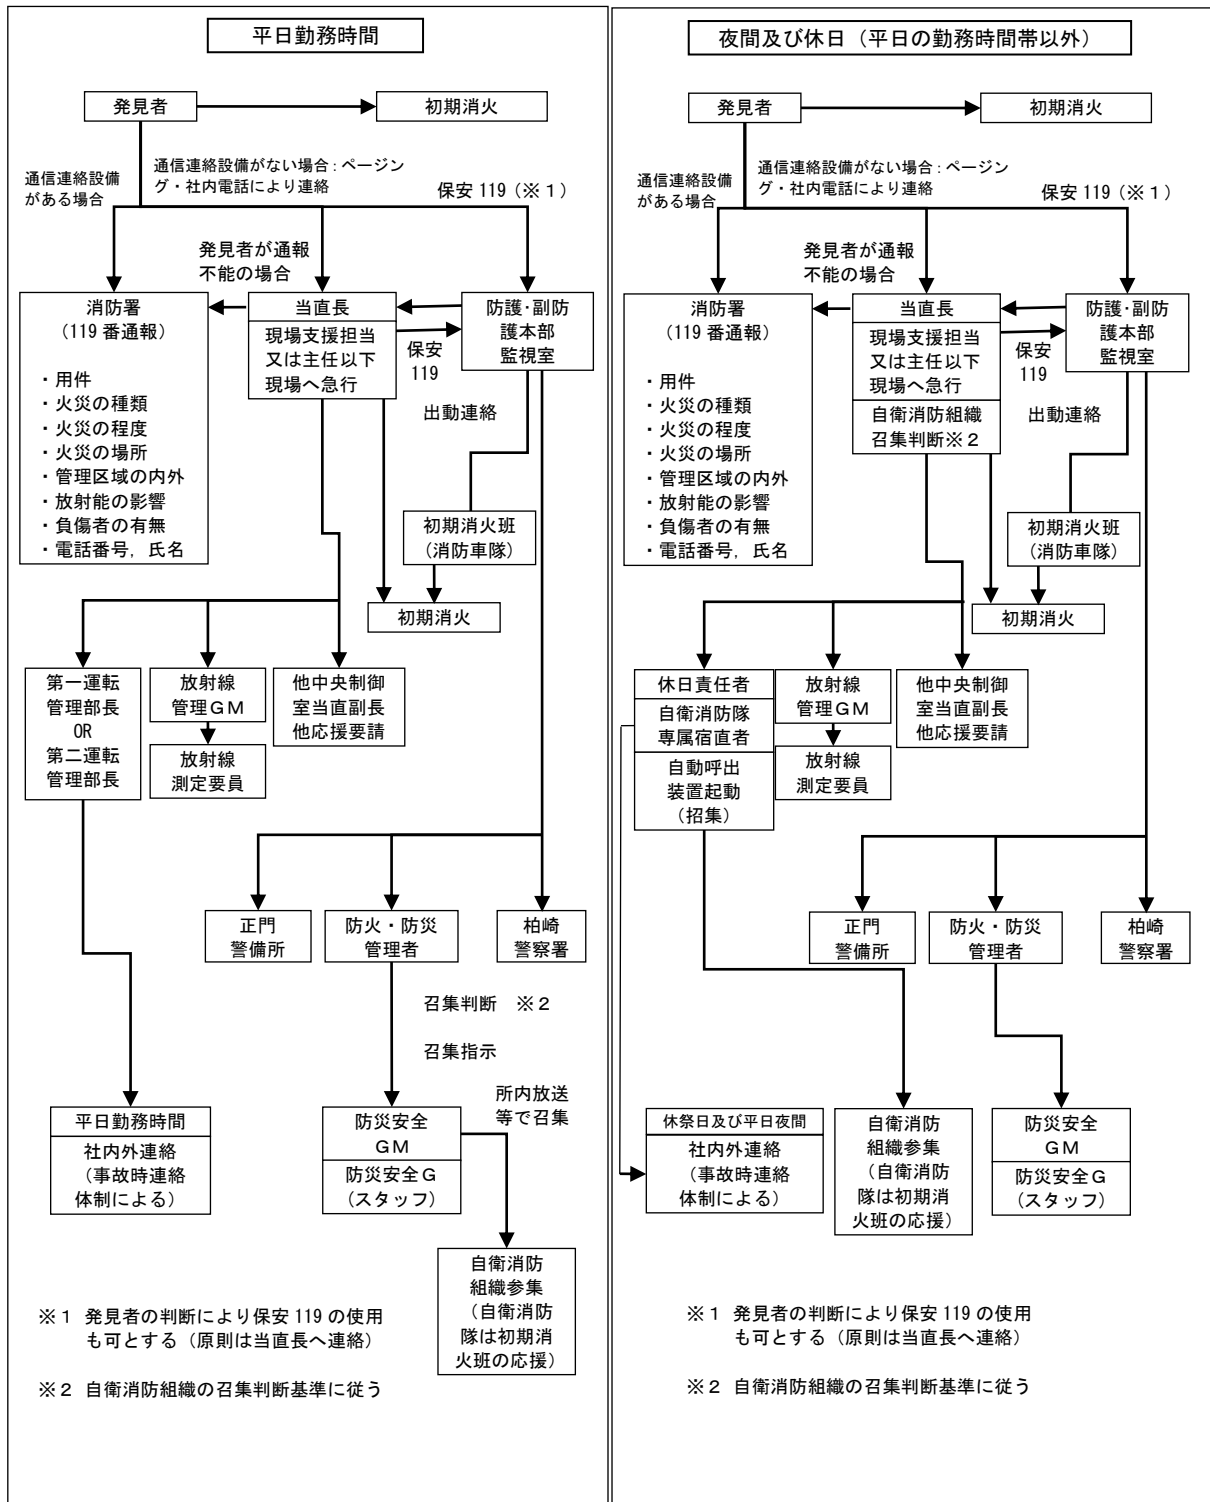 平日勤務時間
発見者
初期消火
通信連絡設備
がある場合
通信連絡設備がない場合：ページン
グ・社内電話により連絡
保安 119（※１）
発見者が通報
不能の場合
消防署
（119 番通報）
・用件
・火災の種類
・火災の程度
・火災の場所
・管理区域の内外
・放射能の影響
・負傷者の有無
・電話番号，氏名
当直長
現場支援担当
又は主任以下
現場へ急行
保安
119
防護・副防
護本部
監視室
出動連絡
初期消火班
（消防車隊）
初期消火
第一運転
管理部長
OR
第二運転
管理部長
放射線
管理ＧＭ
放射線
測定要員
他中央制御
室当直副長
他応援要請
正門
警備所
防火・防災
管理者
柏崎
警察署
召集判断　※２
召集指示
所内放送
等で召集
平日勤務時間
社内外連絡
（事故時連絡
体制による）
防災安全
ＧＭ
防災安全Ｇ
（スタッフ）
自衛消防
組織参集
（自衛消防
隊は初期消
火班の応援）
※１ 発見者の判断により保安 119 の使用
も可とする（原則は当直長へ連絡）
※２ 自衛消防組織の召集判断基準に従う
夜間及び休日（平日の勤務時間帯以外）
発見者
初期消火
通信連絡設備
がある場合
通信連絡設備がない場合：ページン
グ・社内電話により連絡
保安 119（※１）
発見者が通報
不能の場合
消防署
（119 番通報）
・用件
・火災の種類
・火災の程度
・火災の場所
・管理区域の内外
・放射能の影響
・負傷者の有無
・電話番号，氏名
当直長
現場支援担当
又は主任以下
現場へ急行
自衛消防組織
召集判断※２
保安
119
防護・副防
護本部
監視室
出動連絡
初期消火班
（消防車隊）
初期消火
休日責任者
自衛消防隊
専属宿直者
自動呼出
装置起動
（招集）
放射線
管理ＧＭ
放射線
測定要員
他中央制御
室当直副長
他応援要請
正門
警備所
防火・防災
管理者
柏崎
警察署
休祭日及び平日夜間
社内外連絡
（事故時連絡
体制による）
自衛消防
組織参集
（自衛消防
隊は初期消
火班の応援）
防災安全
ＧＭ
防災安全Ｇ
（スタッフ）
※１ 発見者の判断により保安 119 の使用
も可とする（原則は当直長へ連絡）
※２ 自衛消防組織の召集判断基準に従う